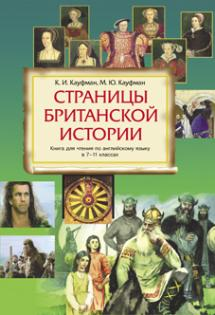 К. И. Кауфман, М. Ю. Кауфман
СТРАНИЦЫ
БРИТАНСКОЙ
ИСТОРИИ
Книга для чтения по английскому языку
в 7–11 классах